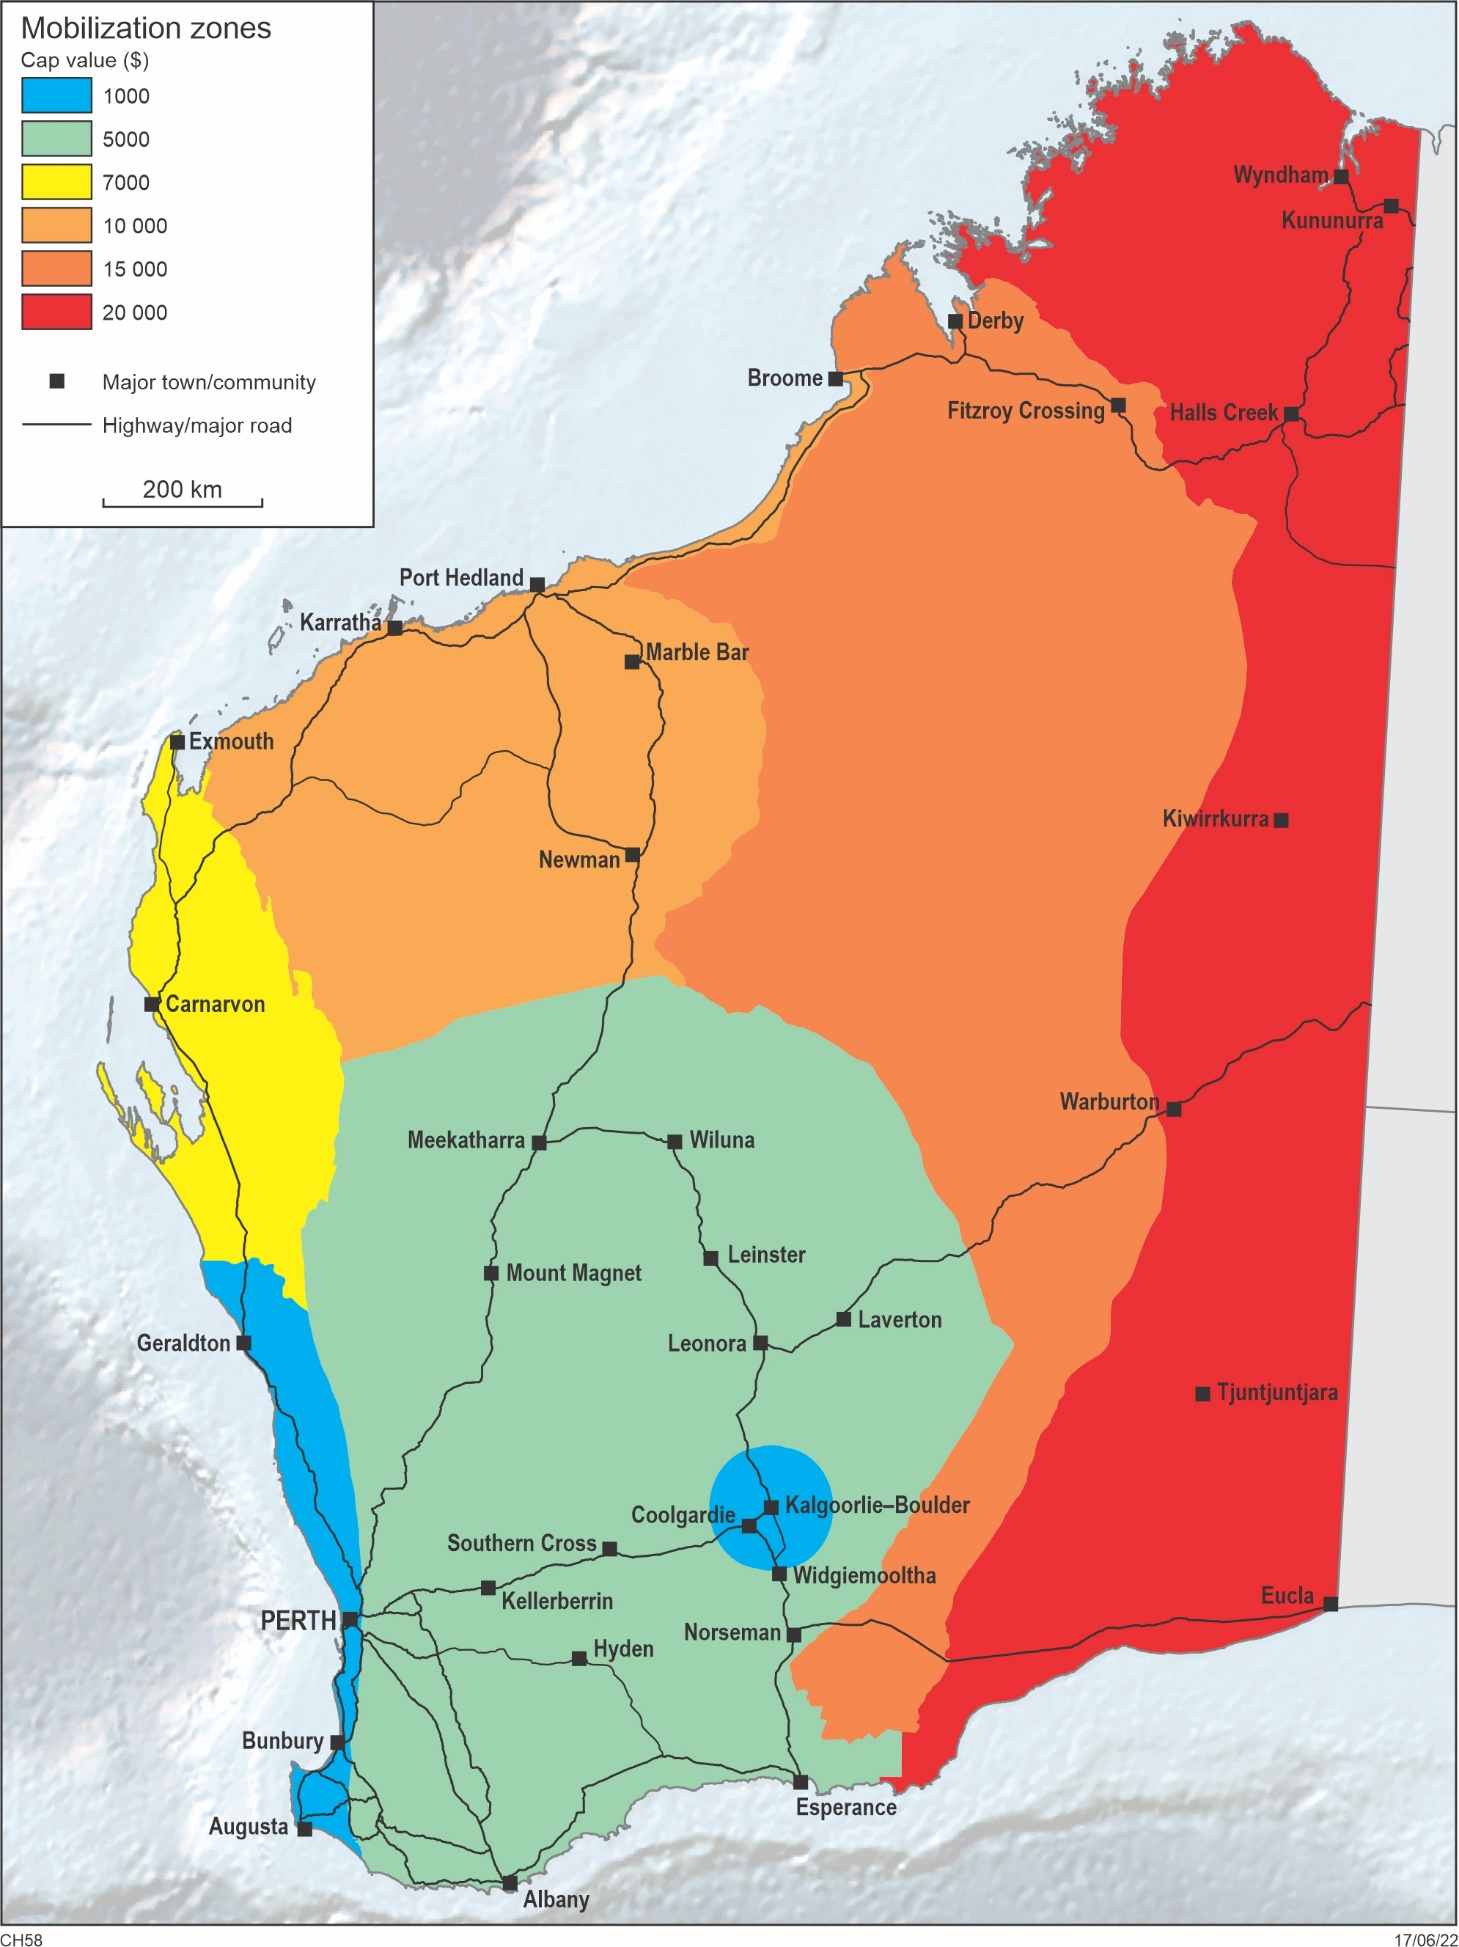 Mobilization zones
Cap value ($)
1000
5000
7000
10 000
15 000
20 000
Major town/community
Highway/major road
200 km
Wyndham
Kununurra
Derby
Broome
Fitzroy Crossing
Halls Creek
Port Hedland
Karratha
Marble Bar
Exmouth
Kiwirrkurra
Newman
Carnarvon
Warburton
Meekatharra
Wiluna
Leinster
Mount Magnet
Laverton
Geraldton
Leonora
Tjuntjuntjara
Kalgoorlie–Boulder
Coolgardie
Southern Cross
Widgiemooltha
Eucla
Kellerberrin
PERTH
Norseman
Hyden
Bunbury
Esperance
Augusta
Albany
CH58
17/06/22